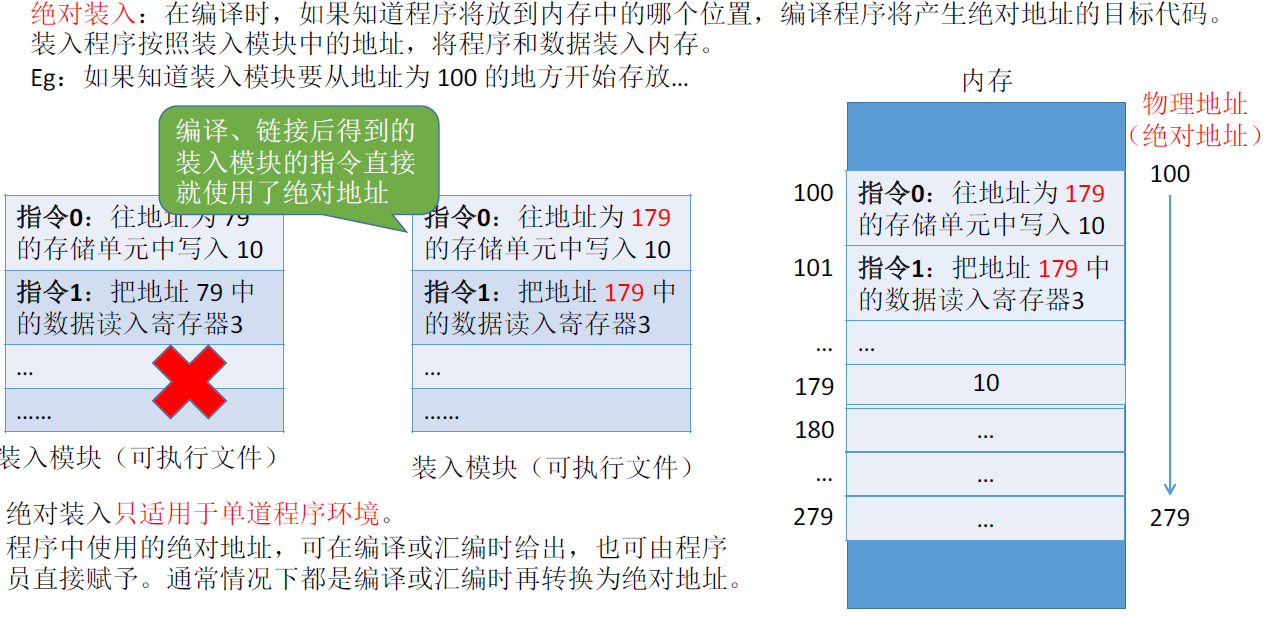 绝对装入：在编译时，如果知道程序将放到内存中的哪个位置，编译程序将产生绝对地址的目标代码。
装入程序按照装入模块中的地址，将程序和数据装入内存。
Eg：如果知道装入模块要从地址为 100 的地方开始存放…
编译、链接后得到的
装入模块的指令直接
就使用了绝对地址
指令0：往地址为 79
的存储单元中写入 10
指令1：把地址 79 中
的数据读入寄存器3
…
……
装入模块（可执行文件）
指令0：往地址为 179
的存储单元中写入 10
指令1：把地址 179 中
的数据读入寄存器3
…
……
装入模块（可执行文件）
内存
物理地址
（绝对地址）
100
指令0：往地址为 179
的存储单元中写入 10
100
101
指令1：把地址 179 中
的数据读入寄存器3
…
…
179
10
180
…
…
…
279
…
279
绝对装入只适用于单道程序环境。
程序中使用的绝对地址，可在编译或汇编时给出，也可由程序
员直接赋予。通常情况下都是编译或汇编时再转换为绝对地址。